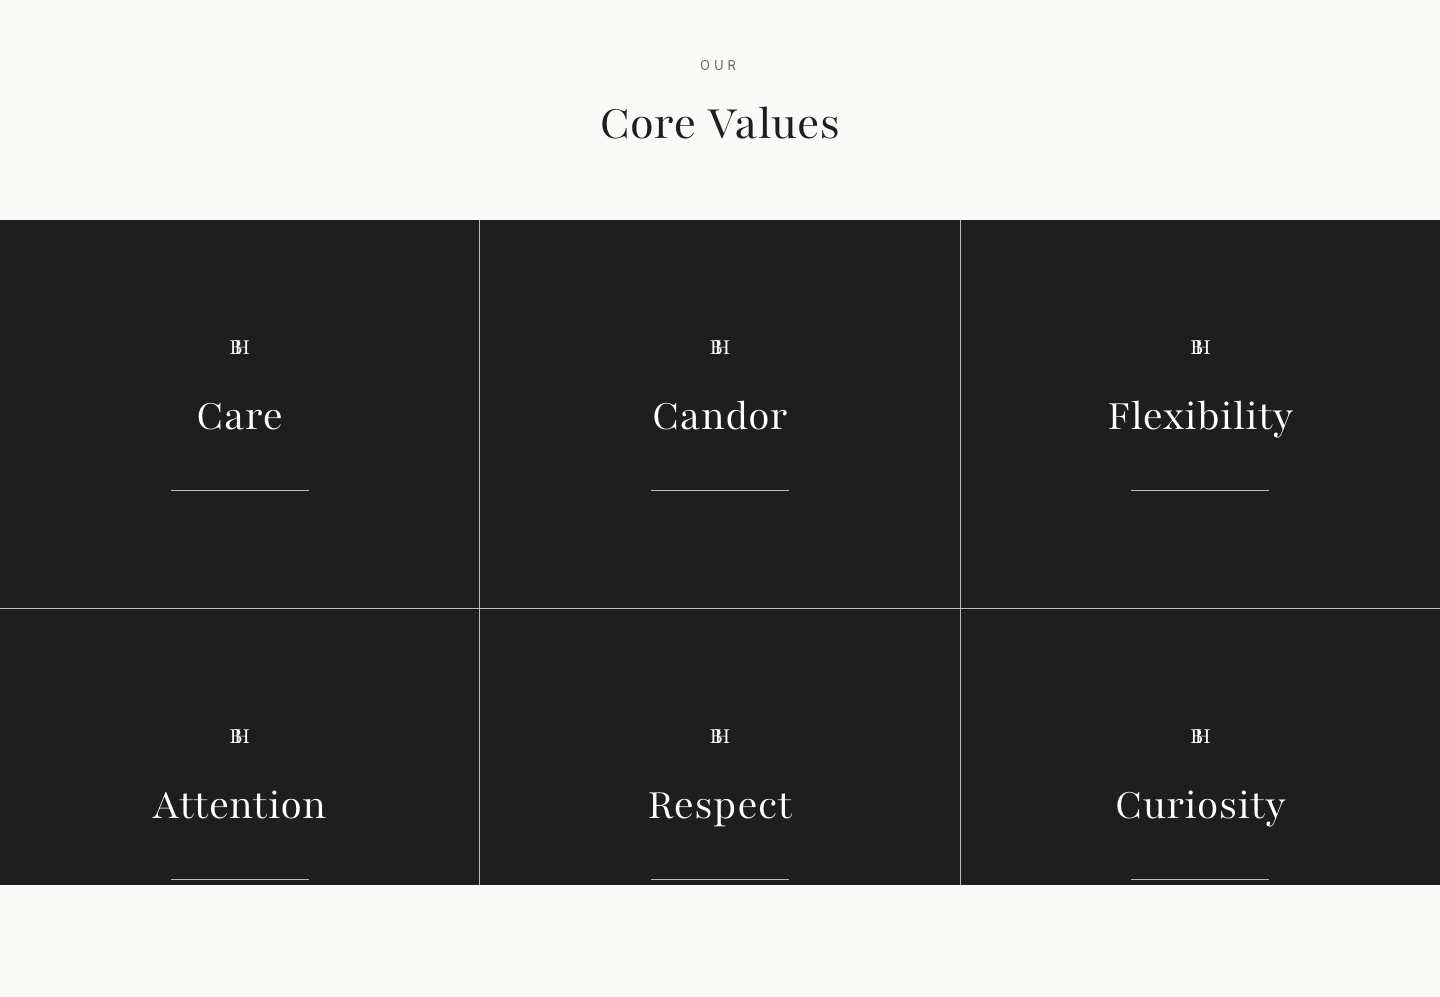 OUR
Core Values
BH
BH
BH
Care
Candor
Flexibility
BH
BH
BH
Attention
Respect
Curiosity